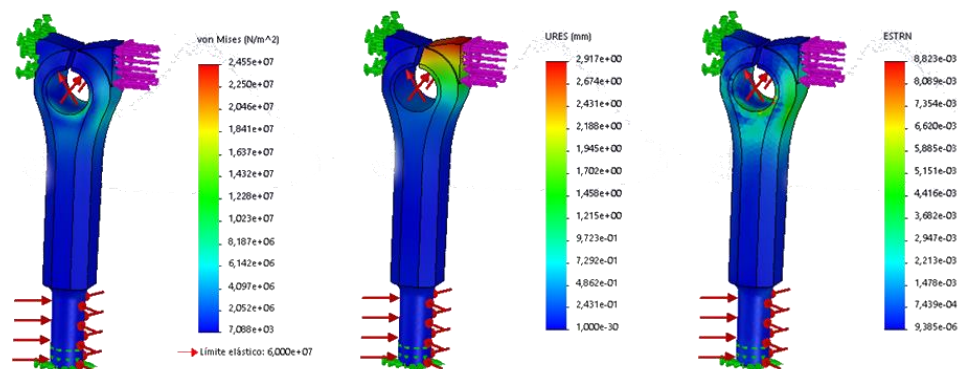 von Mises (N/m^2)
2,455e+07
2,250e+07
2,046e+07
1,841e+07
1,637e+07
1,432e+07
1,228e+07
1,023e+07
8,187e+06
6,142e+06
4,097e+06
2,052e+06
7,088e+03
Límite elástico: 6,000e+07
URES (mm)
2,917e+00
2,674e+00
2,431e+00
2,188e+00
1,945e+00
1,702e+00
1,458e+00
1,215e+00
9,723e-01
7,292e-01
4,862e-01
2,431e-01
1,000e-30
ESTRN
8,823e-03
8,089e-03
7,354e-03
6,620e-03
5,885e-03
5,151e-03
4,416e-03
3,682e-03
2,947e-03
2,213e-03
1,478e-03
7,439e-04
9,385e-06